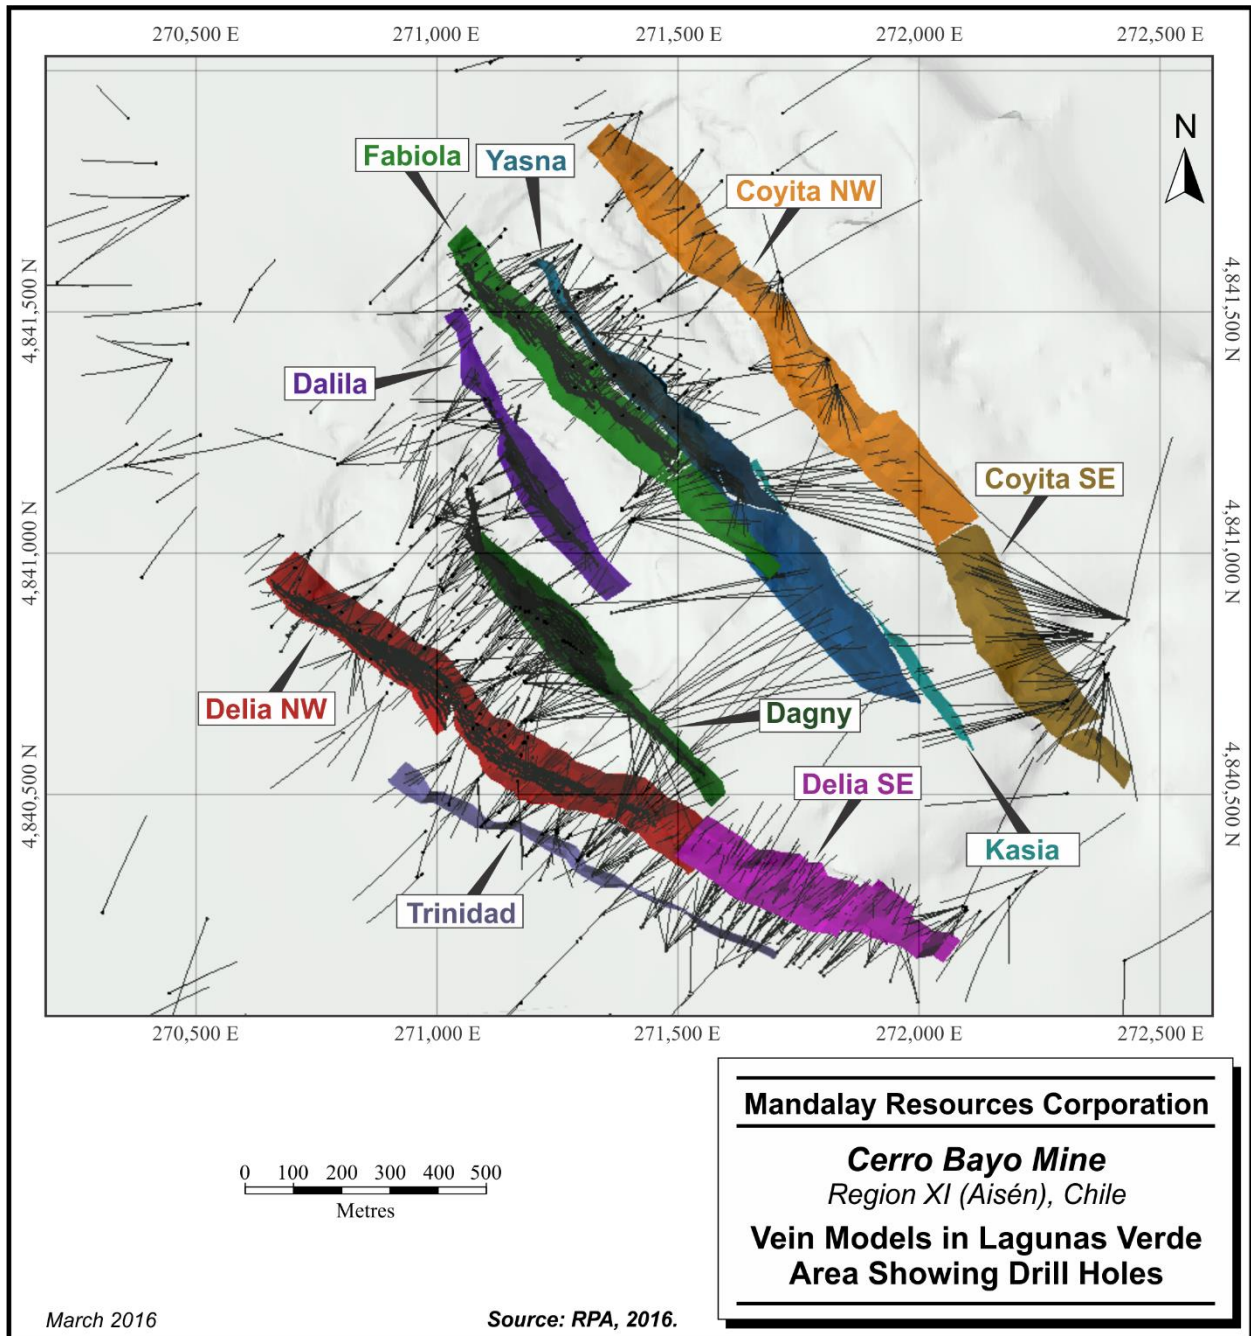 270,500 E 271,000 E 271,500 E 272,000 E 272,500 E
N
Fabiola
Yasna
Coyita NW
4,841,500 N
4,841,500 N
Dalila
Coyita SE
4,841,000 N
4,841,000 N
Delia NW
Dagny
4,840,500 N
4,840,500 N
Delia SE
Kasia
Trinidad
270,500 E 271,000 E 271,500 E 272,000 E 272,500 E
0 100 200 300 400 500
Metres
Mandalay Resources Corporation
Cerro Bayo Mine
Region XI (Aisén), Chile
Vein Models in Lagunas Verde
Area Showing Drill Holes
March 2016
Source: RPA, 2016.